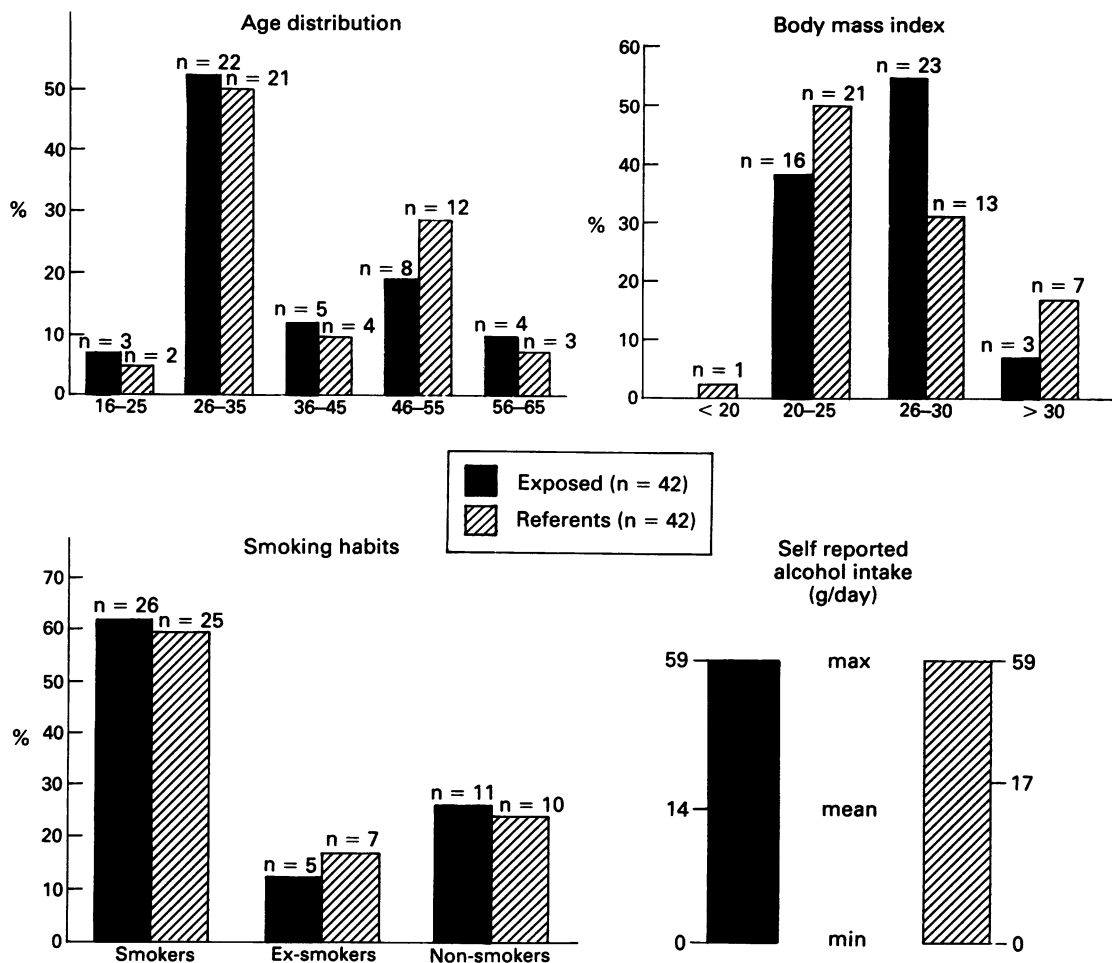 Age distribution
n = 22
n = 21
50
40
%
30
20
10
0
n = 3
n = 2
n = 5
n = 4
n = 8
n = 12
n = 4
n = 3
16–25
26–35
36–45
46–55
56–65
Body mass index
60
50
40
%
30
20
10
0
n = 1
n = 16
n = 21
n = 23
n = 13
n = 3
n = 7
< 20
20–25
26–30
> 30
Exposed (n = 42)
Referents (n = 42)
Smoking habits
70
60
50
40
%
30
20
10
0
n = 26
n = 25
n = 5
n = 7
n = 11
n = 10
Smokers
Ex-smokers
Non-smokers
Self reported
alcohol intake
(g/day)
59
max
59
14
mean
17
0
min
0